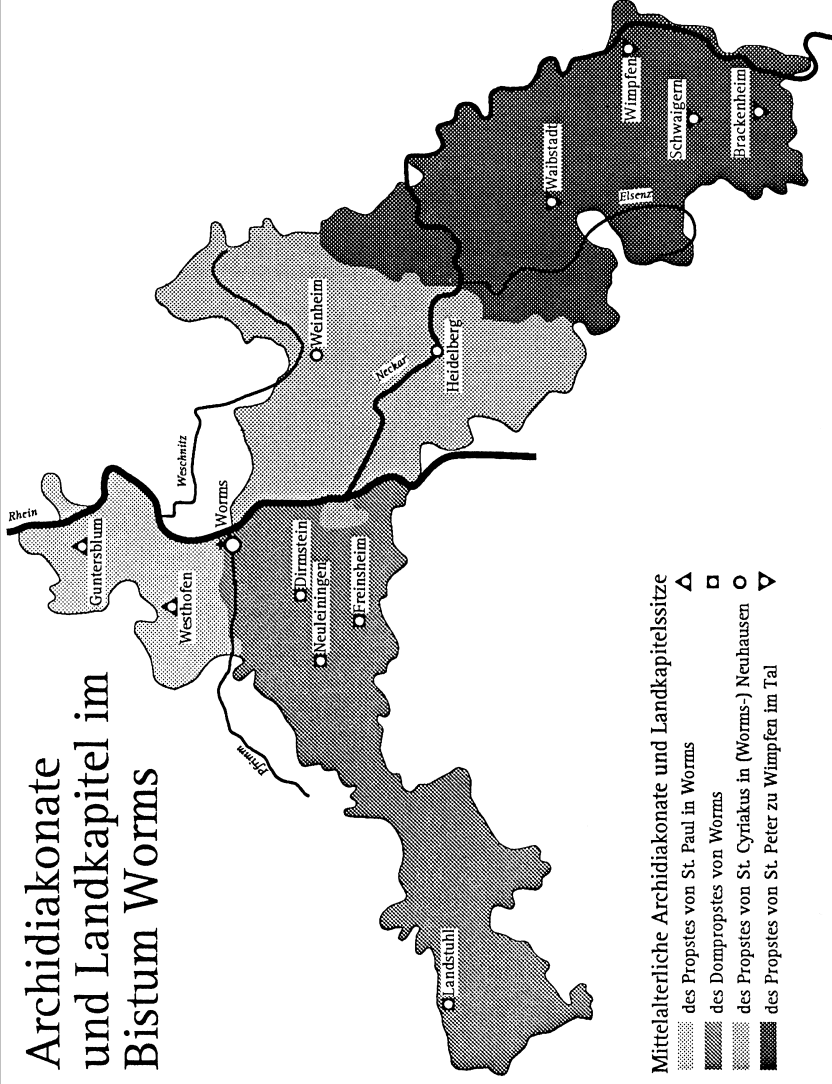 Archidiakonate
und Landkapitel im
Bistum Worms
Rhein
Guntersblum
Westhofen
Weschnitz
Worms
Pfrimm
Dirmstein
Neuleiningen
Freinsheim
Landstuhl
Weinheim
Neckar
Heidelberg
Waibstadt
Elsenz
Wimpfen
Schwaigern
Brackenheim
Mittelalterliche Archidiakonate und Landkapitelssitze
des Propstes von St. Paul in Worms
des Dompropstes von Worms
des Propstes von St. Cyriakus in (Worms-) Neuhausen
des Propstes von St. Peter zu Wimpfen im Tal